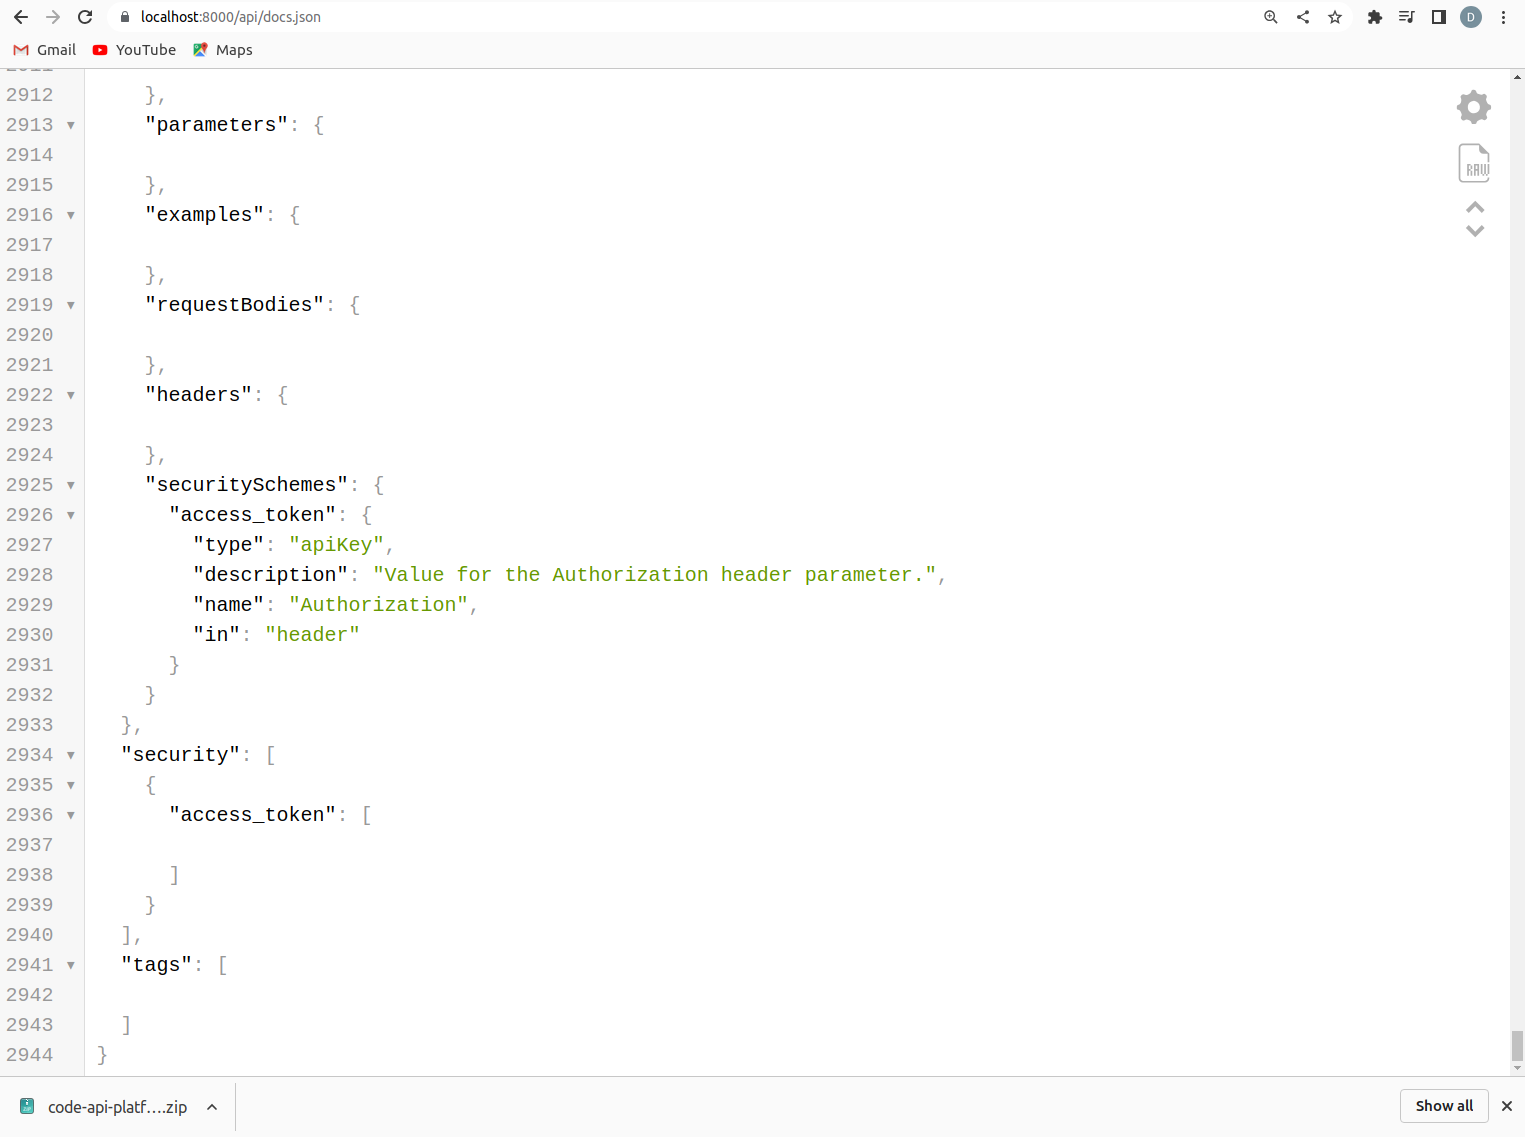 localhost:8000/api/docs.json
D
Gmail YouTube Maps
2912 },
2913 "parameters": {
2914
2915 },
2916 "examples": {
2917
2918 },
2919 "requestBodies": {
2920
2921 },
2922 "headers": {
2923
2924 },
2925 "securitySchemes": {
2926 "access_token": {
2927 "type": "apiKey",
2928 "description": "Value for the Authorization header parameter.",
2929 "name": "Authorization",
2930 "in": "header"
2931 }
2932 }
2933 },
2934 "security": [
2935 {
2936 "access_token": [
2937
2938 ]
2939 }
2940 ],
2941 "tags": [
2942
2943 ]
2944 }
RAW
code-api-platf….zip
Show all